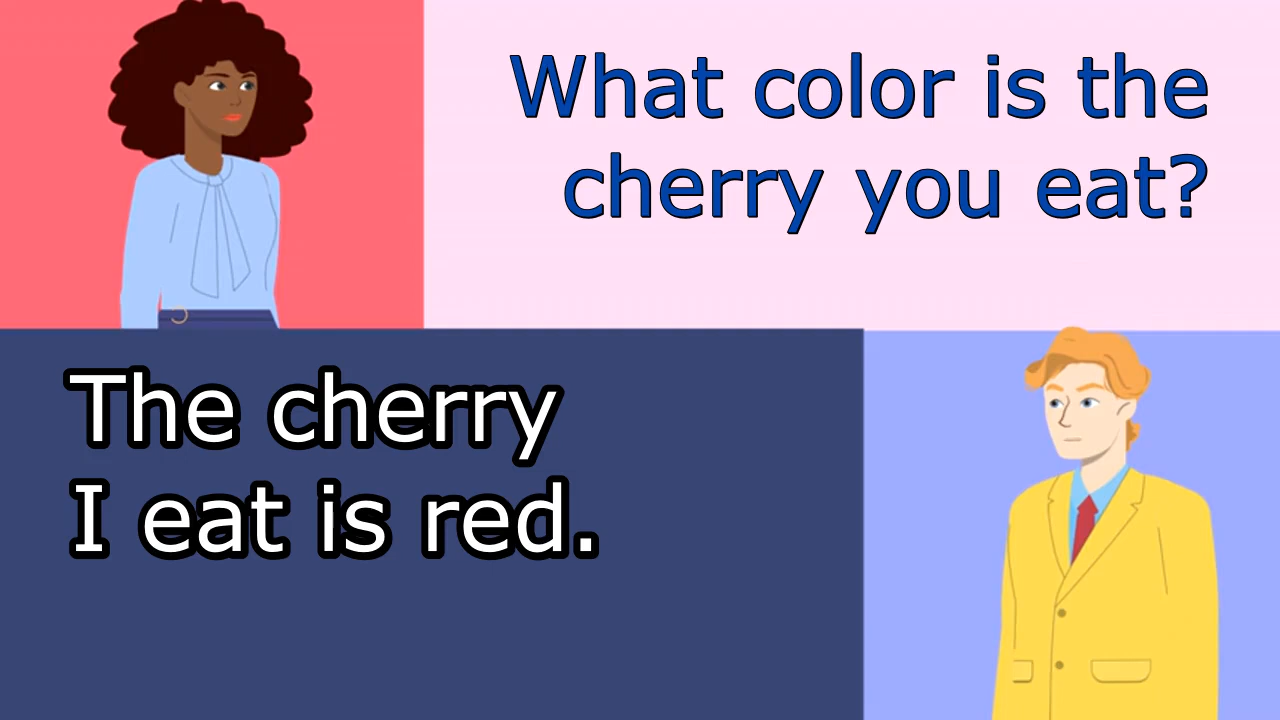 What color is the
cherry you eat?
The cherry
I eat is red.